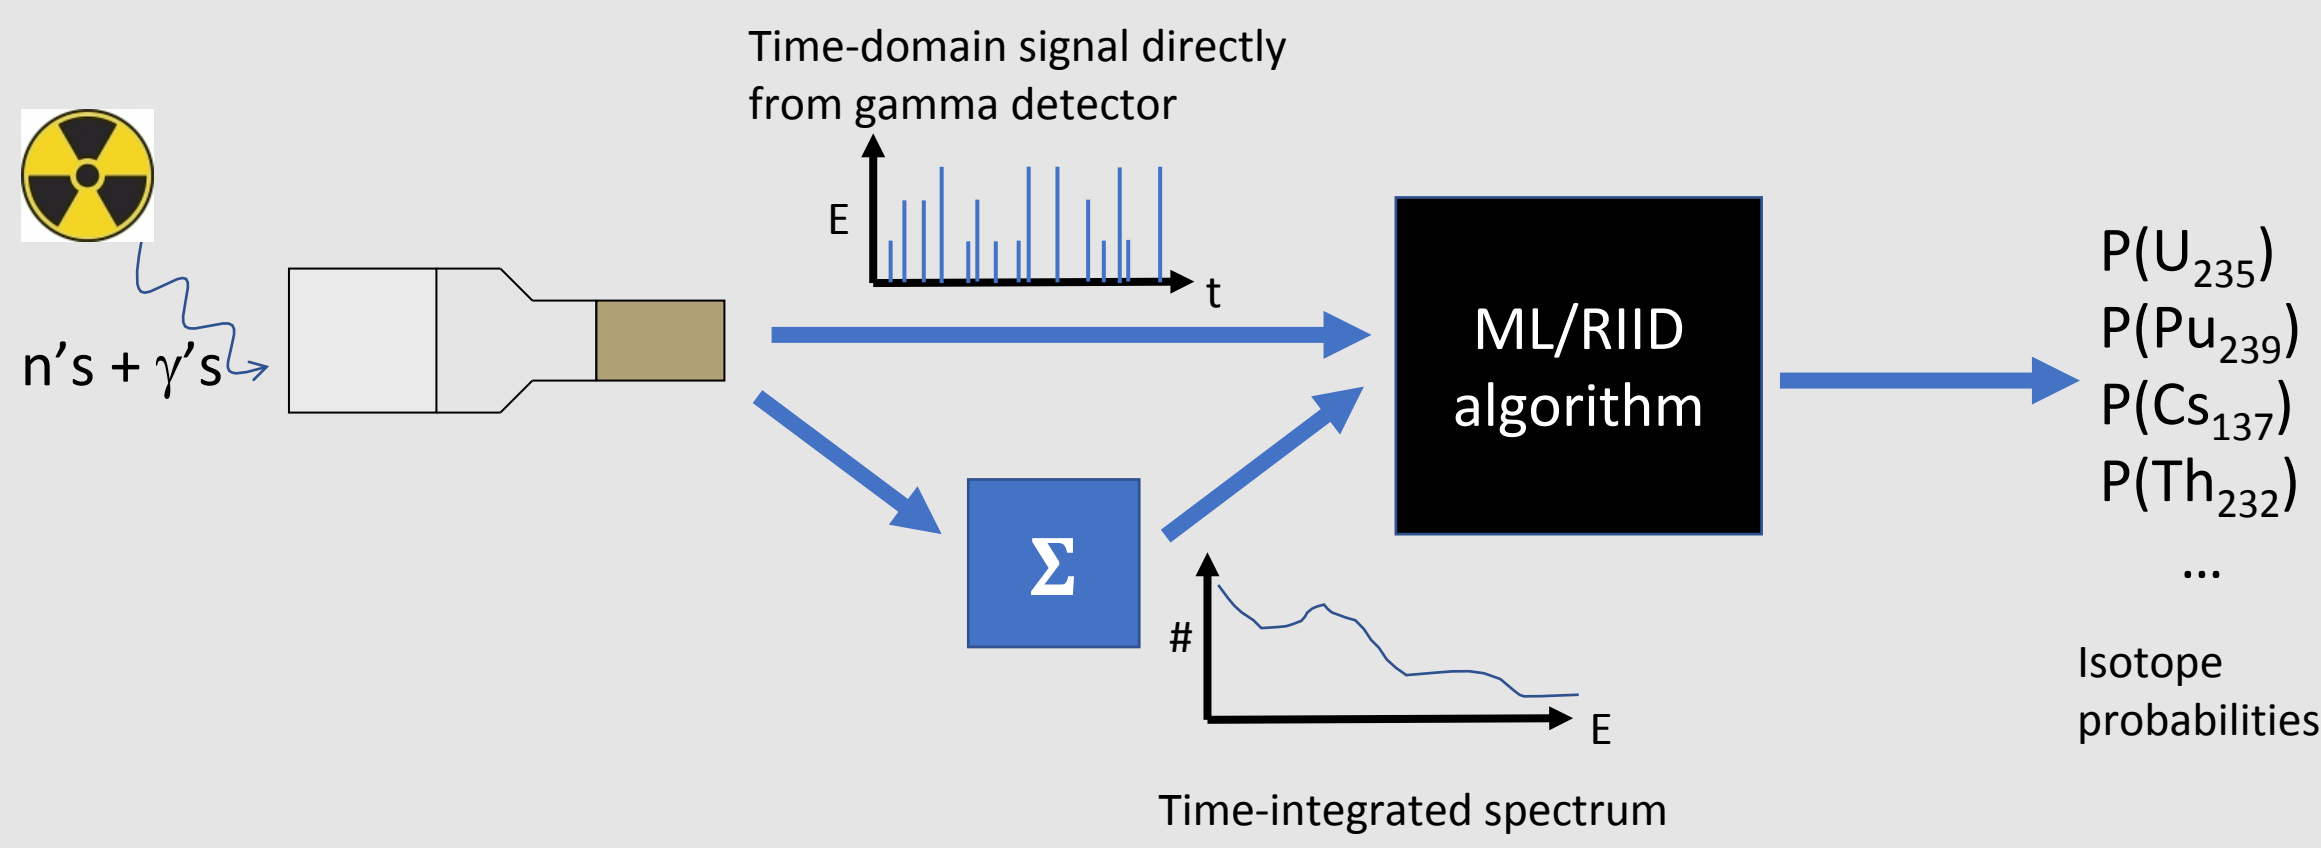 Time-domain signal directly
from gamma detector
E
t
n’s + γ’s
ML/RIID
algorithm
Σ
#
E
Time-integrated spectrum
P(U₂₃₅)
P(Pu₂₃₉)
P(Cs₁₃₇)
P(Th₂₃₂)
...
Isotope
probabilities